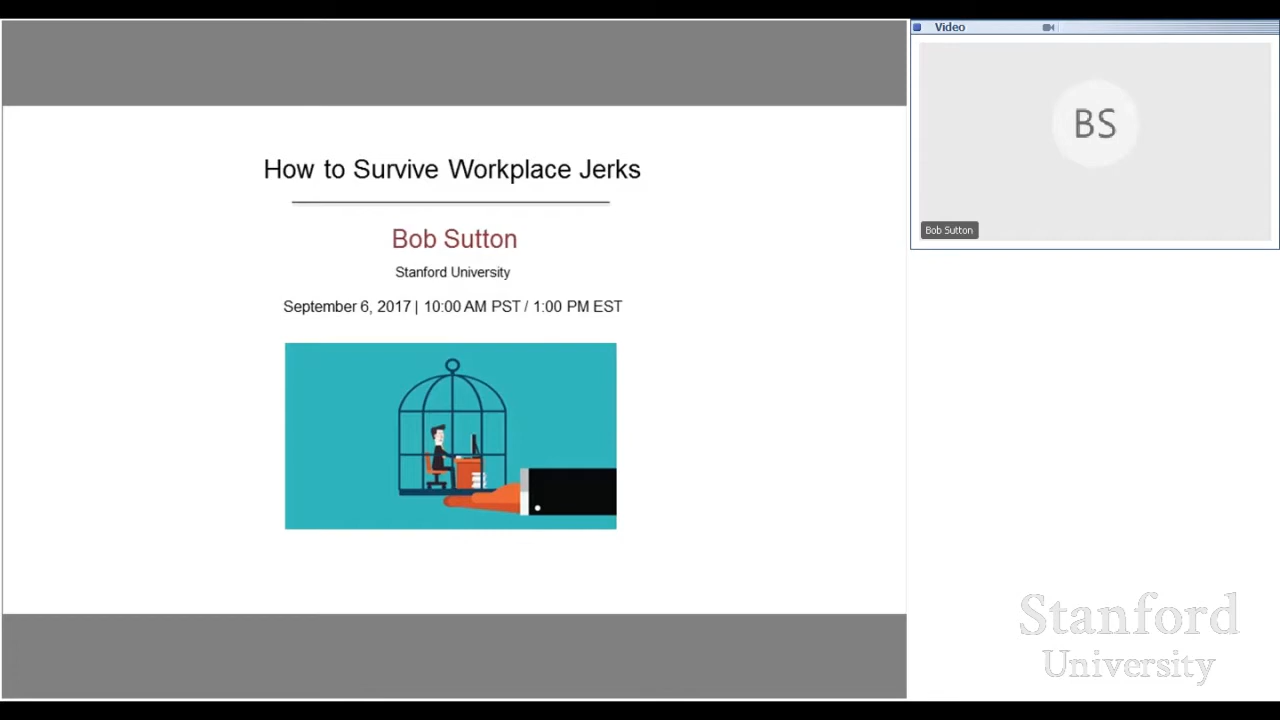 How to Survive Workplace Jerks
Bob Sutton
Stanford University
September 6, 2017 | 10:00 AM PST / 1:00 PM EST
Video
BS
Bob Sutton
Stanford
University